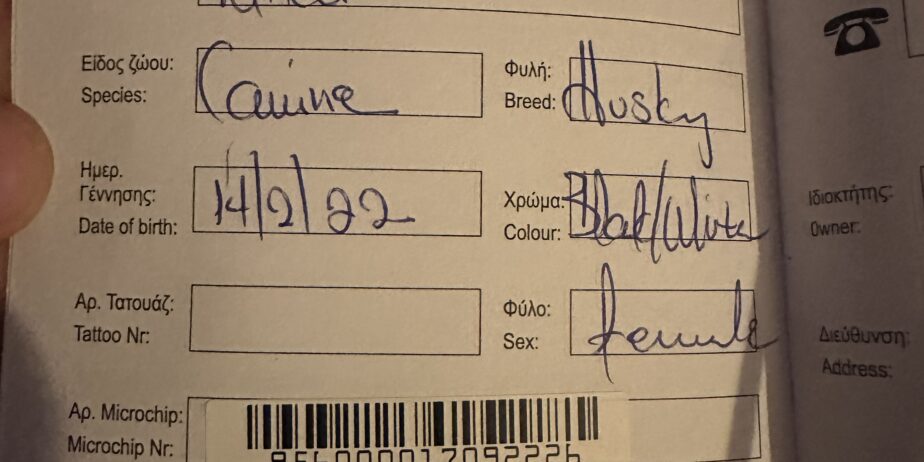 Είδος ζώου:
Species: Canine
Φυλή:
Breed: Husky
Ημερ.
Γέννησης:
Date of birth: 14/2/22
Χρώμα:
Colour: Black/White
Αρ. Τατουάζ:
Tattoo Nr:
Φύλο:
Sex: female
Αρ. Microchip:
Microchip Nr:
Ιδιοκτήτης:
Owner:
Διεύθυνση:
Address: